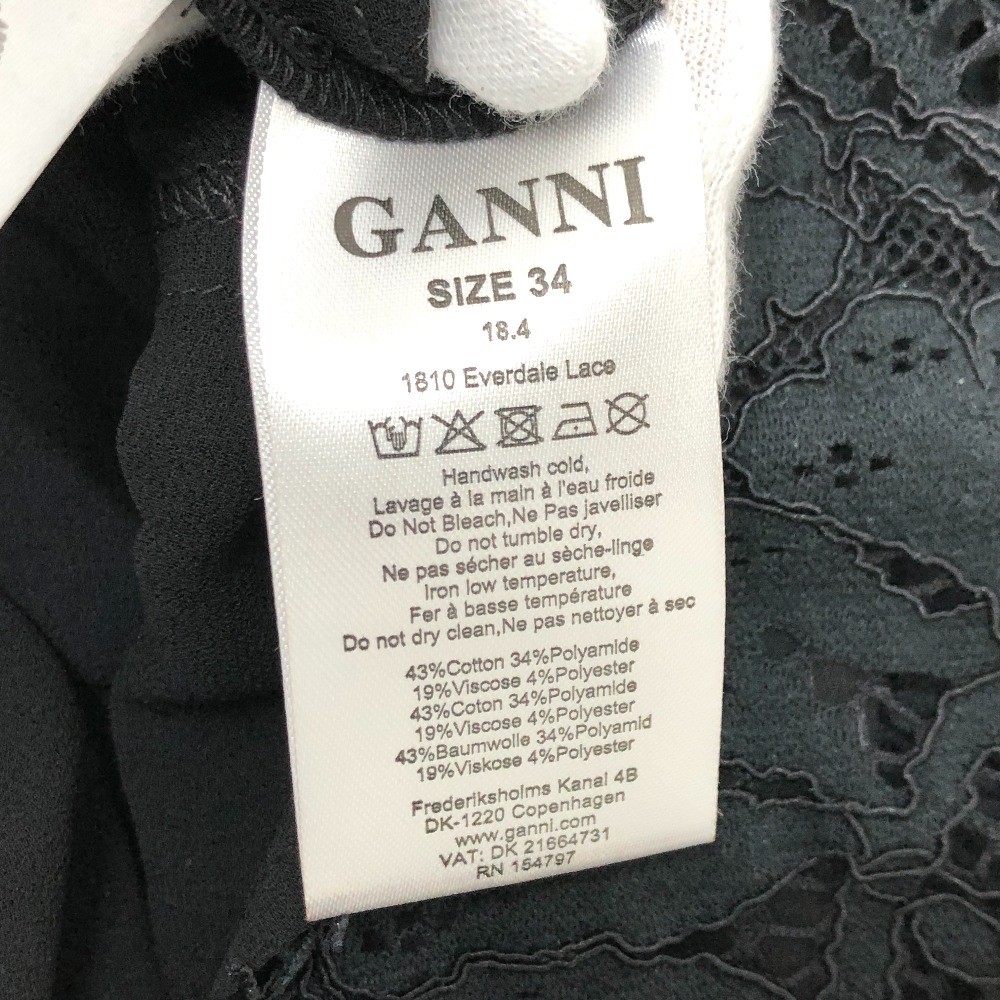 GANNI
SIZE 34
18.4
1810 Everdale Lace
Handwash cold,
Lavage à la main à l'eau froide
Do Not Bleach,Ne Pas javelliser
Do not tumble dry,
Ne pas sécher au sèche-linge
Iron low temperature,
Fer à basse température
Do not dry clean,Ne pas nettoyer à sec
43%Cotton 34%Polyamide
19%Viscose 4%Polyester
43%Coton 34%Polyamide
19%Viscose 4%Polyester
43%Baumwolle 34%Polyamid
19%Viskose 4%Polyester
Frederiksholms Kanal 4B
DK-1220 Copenhagen
www.ganni.com
VAT: DK 21664731
RN 154797